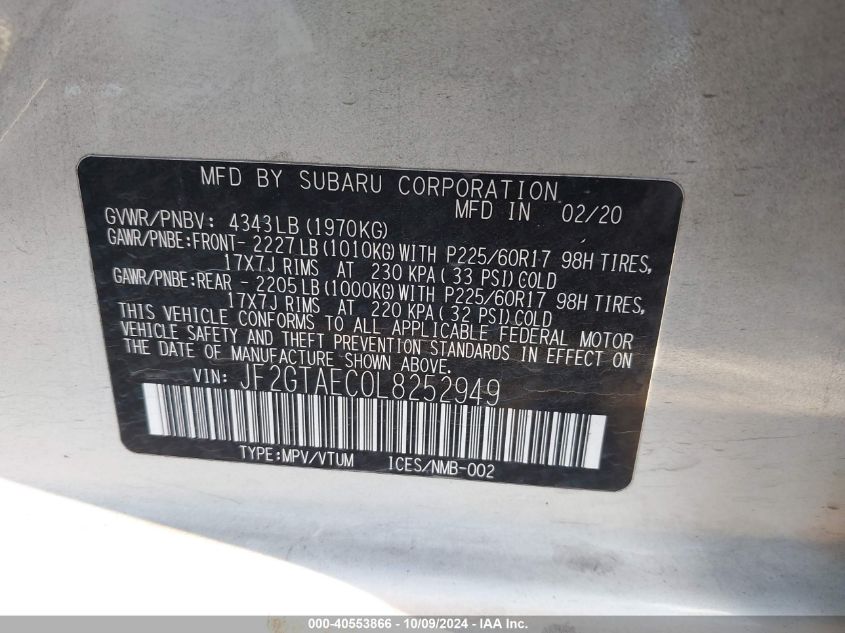 MFD BY SUBARU CORPORATION
MFD IN 02/20
GVWR/PNBV: 4343LB(1970KG)
GAWR/PNBE:FRONT- 2227LB(1010KG)WITH P225/60R17 98H TIRES,
17X7J RIMS AT 230 KPA( 33 PSI)COLD
GAWR/PNBE:REAR - 2205LB(1000KG)WITH P225/60R17 98H TIRES,
17X7J RIMS AT 220 KPA( 32 PSI)COLD
THIS VEHICLE CONFORMS TO ALL APPLICABLE FEDERAL MOTOR
VEHICLE SAFETY AND THEFT PREVENTION STANDARDS IN EFFECT ON
THE DATE OF MANUFACTURE SHOWN ABOVE.
VIN: JF2GTAEC0L8252949
TYPE:MPV/VTUM ICES/NMB-002
000-40553866 - 10/09/2024 - IAA Inc.